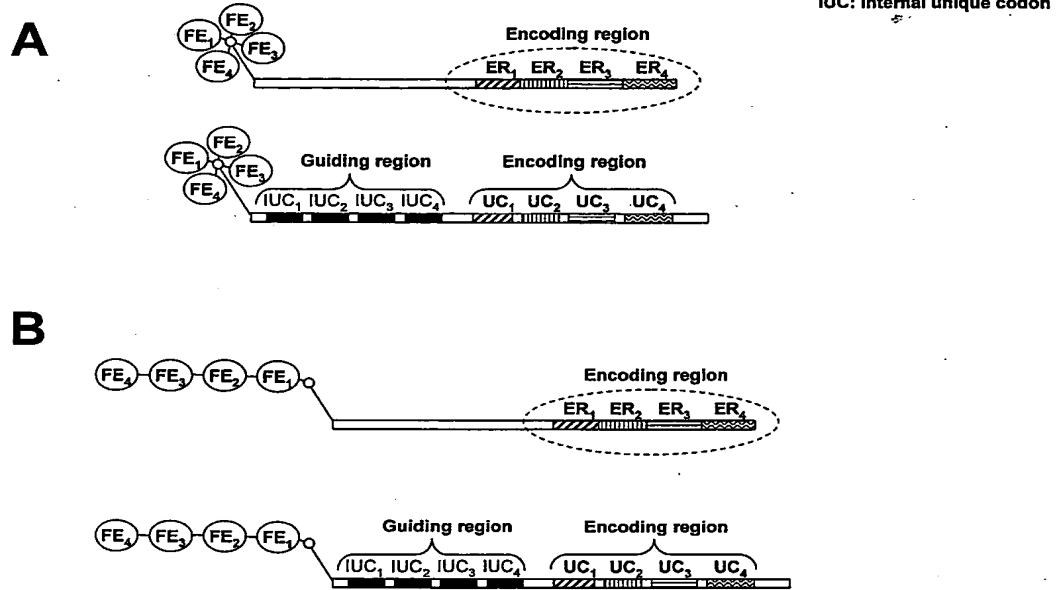 IUC: Internal unique codon
A
FE1 FE2 FE3 FE4
Encoding region
ER1 ER2 ER3 ER4
FE1 FE2 FE3 FE4
Guiding region Encoding region
IUC1 IUC2 IUC3 IUC4 UC1 UC2 UC3 UC4
B
FE4 FE3 FE2 FE1
Encoding region
ER1 ER2 ER3 ER4
FE4 FE3 FE2 FE1
Guiding region Encoding region
IUC1 IUC2 IUC3 IUC4 UC1 UC2 UC3 UC4